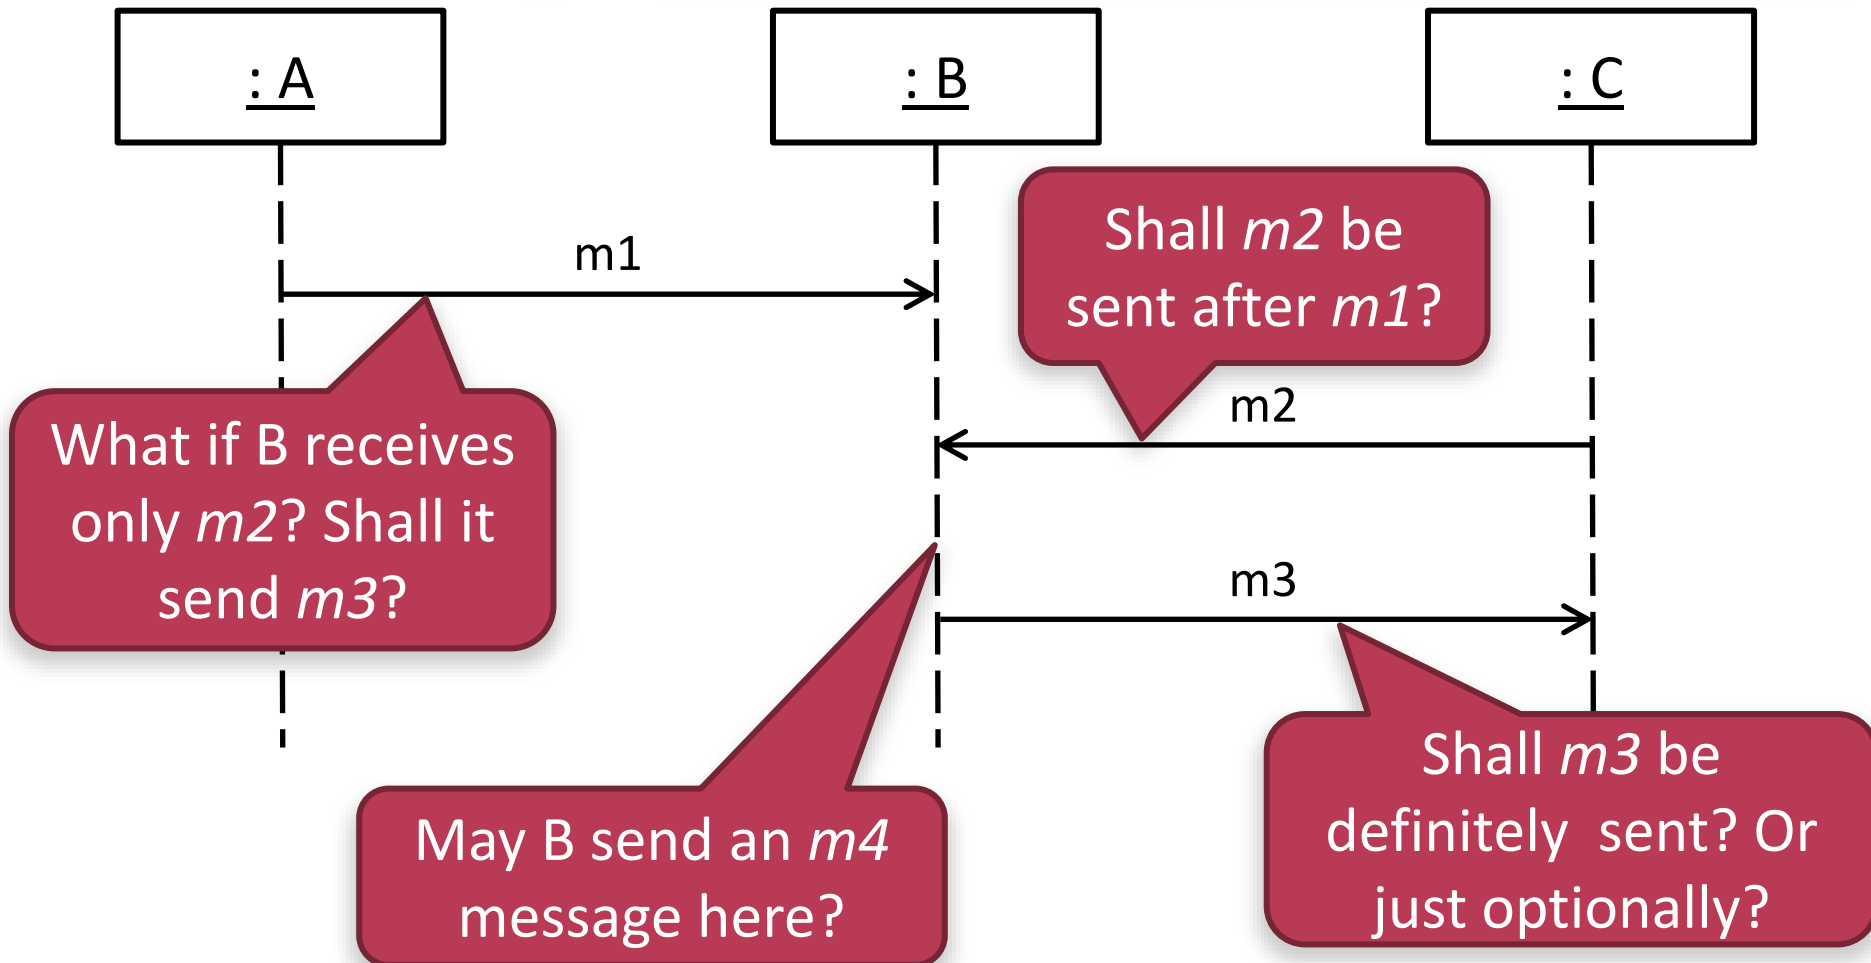 : A
: B
: C
m1
Shall m2 be
sent after m1?
m2
What if B receives
only m2? Shall it
send m3?
m3
May B send an m4
message here?
Shall m3 be
definitely  sent? Or
just optionally?